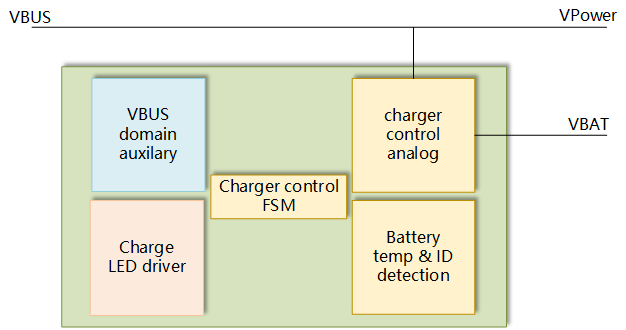 VBUS
VPower
VBUS
domain
auxilary
charger
control
analog
VBAT
Charger control
FSM
Charge
LED driver
Battery
temp & ID
detection